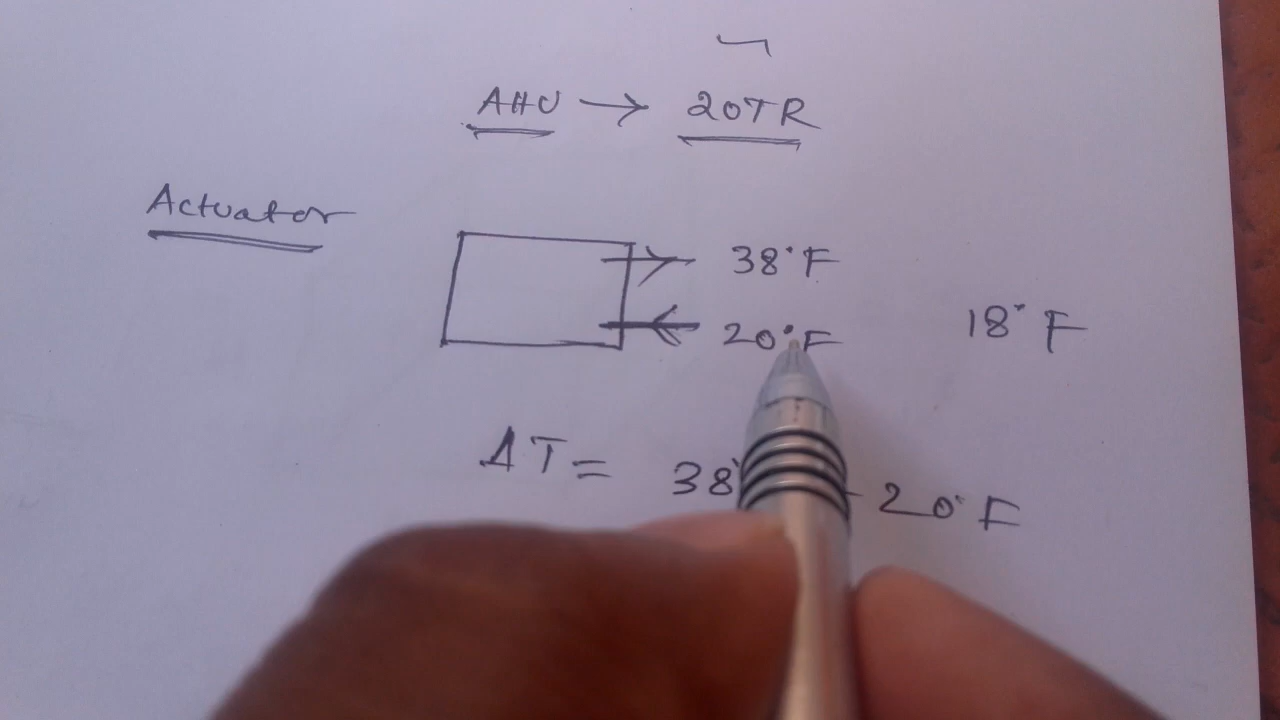 AHU → 20TR
Actuator
38°F
20°F
18°F
ΔT = 38° - 20°F